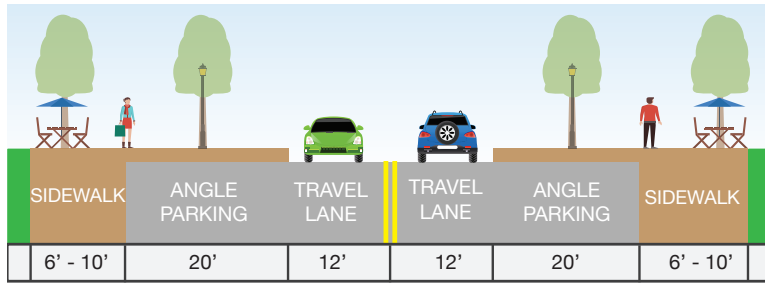 SIDEWALK
ANGLE
PARKING
TRAVEL
LANE
TRAVEL
LANE
ANGLE
PARKING
SIDEWALK
6’ - 10’
20’
12’
12’
20’
6’ - 10’